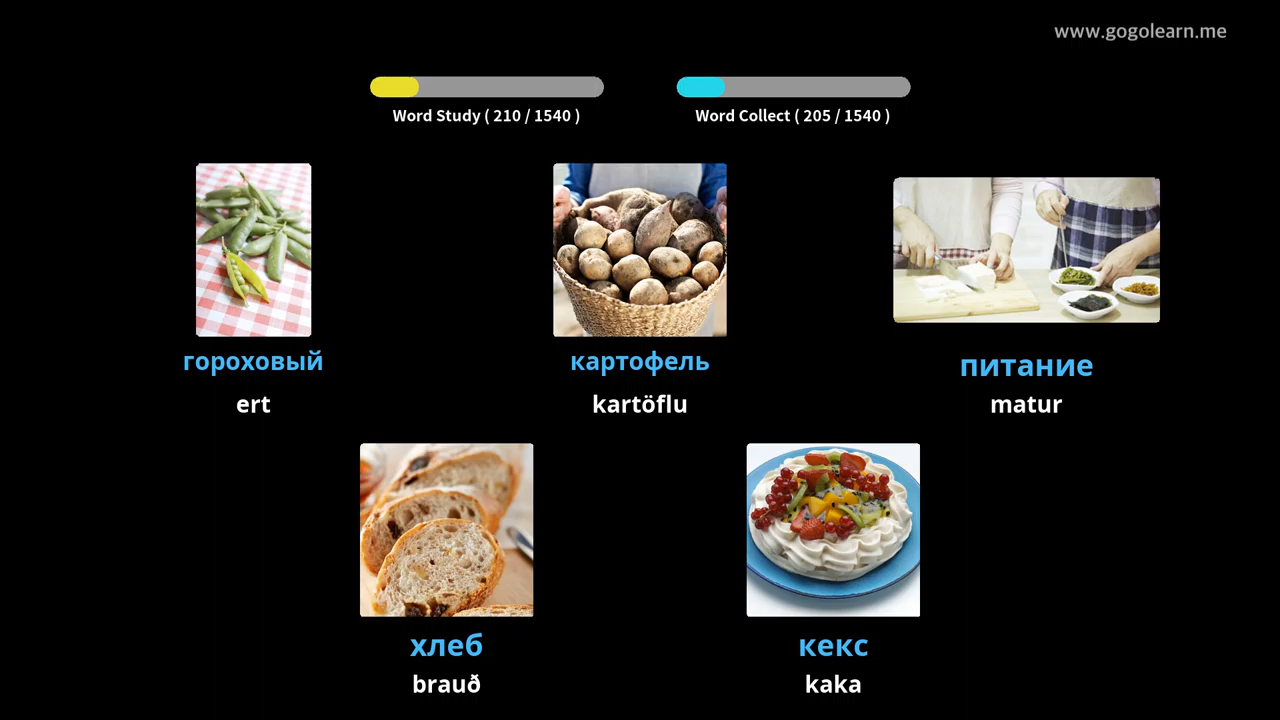 www.gogolearn.me
Word Study ( 210 / 1540 )
Word Collect ( 205 / 1540 )
гороховый
картофель
питание
ert
kartöflu
matur
хлеб
кекс
brauð
kaka